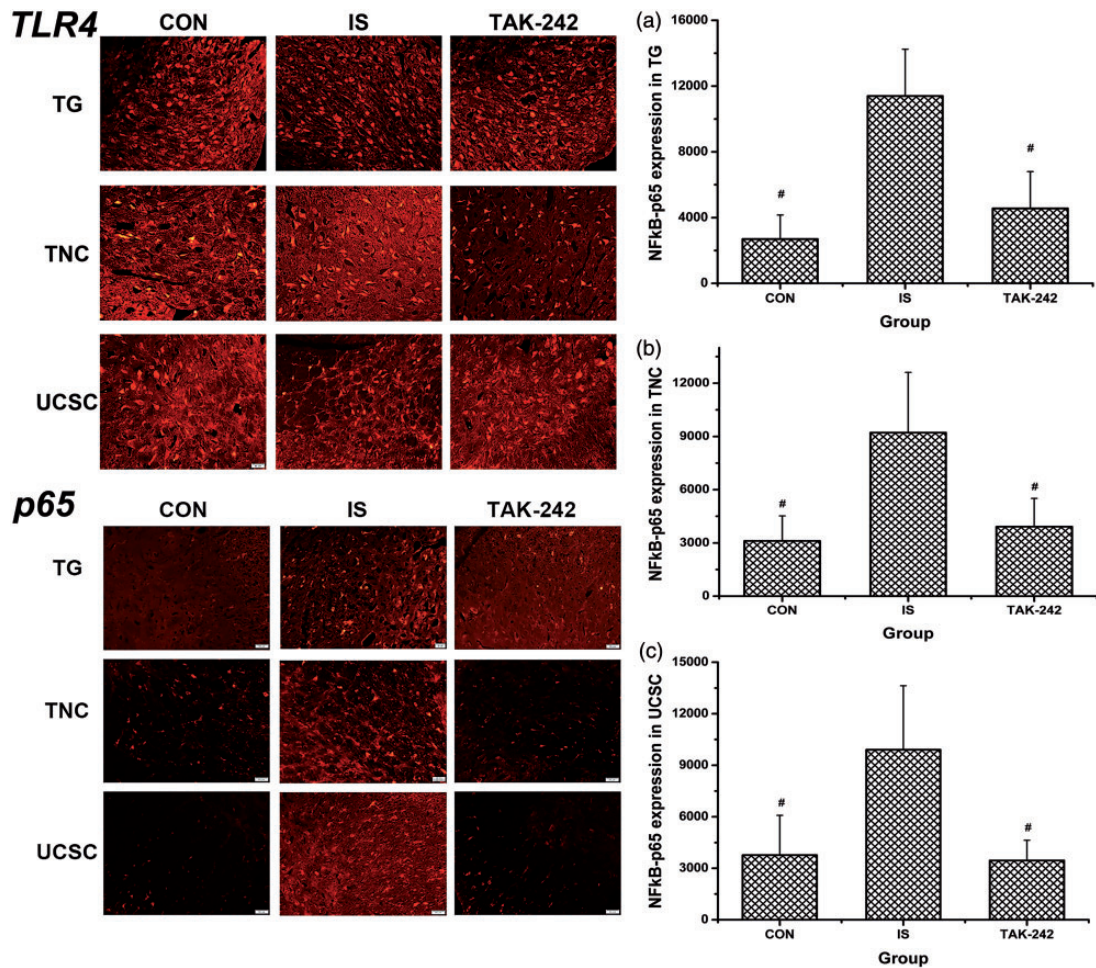 TLR4
CON IS TAK-242
TG
TNC
UCSC
p65
CON IS TAK-242
TG
TNC
UCSC
(a)
NFkB-p65 expression in TG
16000
12000
8000
4000
0
#
#
CON IS TAK-242
Group
(b)
NFkB-p65 expression in TNC
12000
9000
6000
3000
0
#
#
CON IS TAK-242
Group
(c)
NFkB-p65 expression in UCSC
15000
12000
9000
6000
3000
0
#
#
CON IS TAK-242
Group